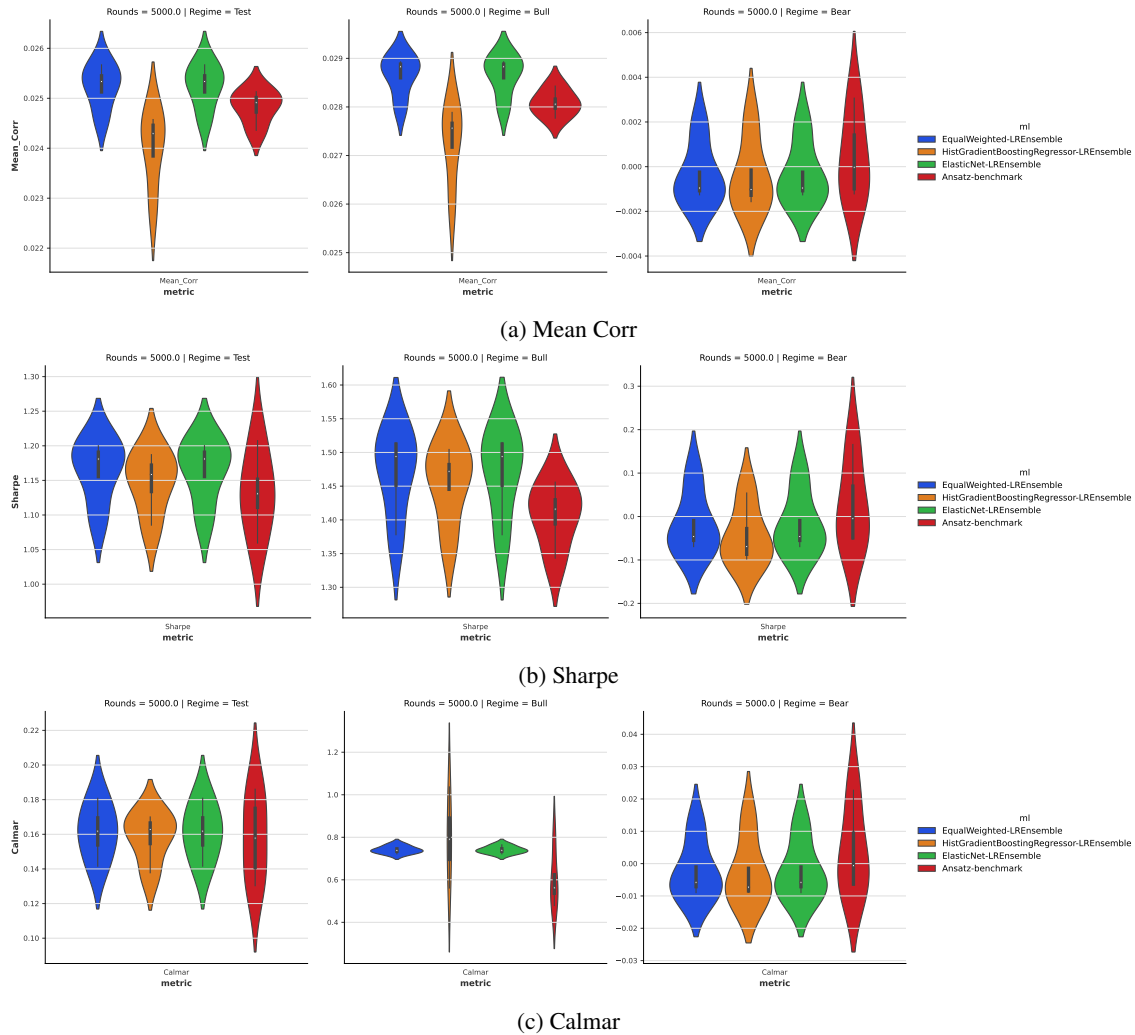 Rounds = 5000.0 | Regime = Test
Rounds = 5000.0 | Regime = Bull
Rounds = 5000.0 | Regime = Bear
0.026
0.025
0.024
0.023
0.022
Mean_Corr
Mean_Corr
metric
0.029
0.028
0.027
0.026
0.025
Mean_Corr
metric
0.006
0.004
0.002
0.000
−0.002
−0.004
Mean_Corr
metric
ml
EqualWeighted-LREnsemble
HistGradientBoostingRegressor-LREnsemble
ElasticNet-LREnsemble
Ansatz-benchmark
(a) Mean Corr
Rounds = 5000.0 | Regime = Test
Rounds = 5000.0 | Regime = Bull
Rounds = 5000.0 | Regime = Bear
1.30
1.25
1.20
1.15
1.10
1.05
1.00
Sharpe
Sharpe
metric
1.60
1.55
1.50
1.45
1.40
1.35
1.30
Sharpe
metric
0.3
0.2
0.1
0.0
−0.1
−0.2
Sharpe
metric
ml
EqualWeighted-LREnsemble
HistGradientBoostingRegressor-LREnsemble
ElasticNet-LREnsemble
Ansatz-benchmark
(b) Sharpe
Rounds = 5000.0 | Regime = Test
Rounds = 5000.0 | Regime = Bull
Rounds = 5000.0 | Regime = Bear
0.22
0.20
0.18
0.16
0.14
0.12
0.10
Calmar
Calmar
metric
1.2
1.0
0.8
0.6
0.4
Calmar
metric
0.04
0.03
0.02
0.01
0.00
−0.01
−0.02
−0.03
Calmar
metric
ml
EqualWeighted-LREnsemble
HistGradientBoostingRegressor-LREnsemble
ElasticNet-LREnsemble
Ansatz-benchmark
(c) Calmar